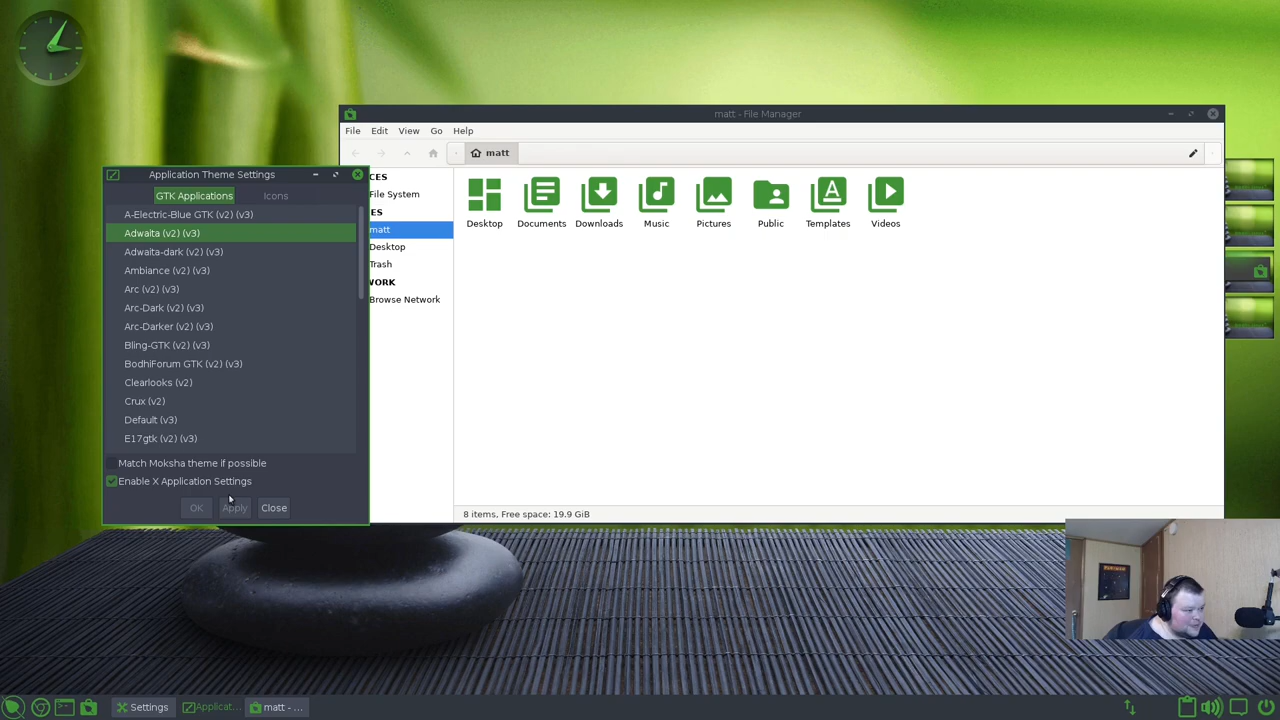 matt - File Manager
File Edit View Go Help
matt
CES
File System
ES
matt
Desktop
Trash
WORK
Browse Network
Desktop
Documents
Downloads
Music
Pictures
Public
Templates
Videos
8 items, Free space: 19.9 GiB
Application Theme Settings
GTK Applications Icons
A-Electric-Blue GTK (v2) (v3)
Adwaita (v2) (v3)
Adwaita-dark (v2) (v3)
Ambiance (v2) (v3)
Arc (v2) (v3)
Arc-Dark (v2) (v3)
Arc-Darker (v2) (v3)
Bling-GTK (v2) (v3)
BodhiForum GTK (v2) (v3)
Clearlooks (v2)
Crux (v2)
Default (v3)
E17gtk (v2) (v3)
Match Moksha theme if possible
Enable X Application Settings
OK Apply Close
Settings Applicat... matt - ...